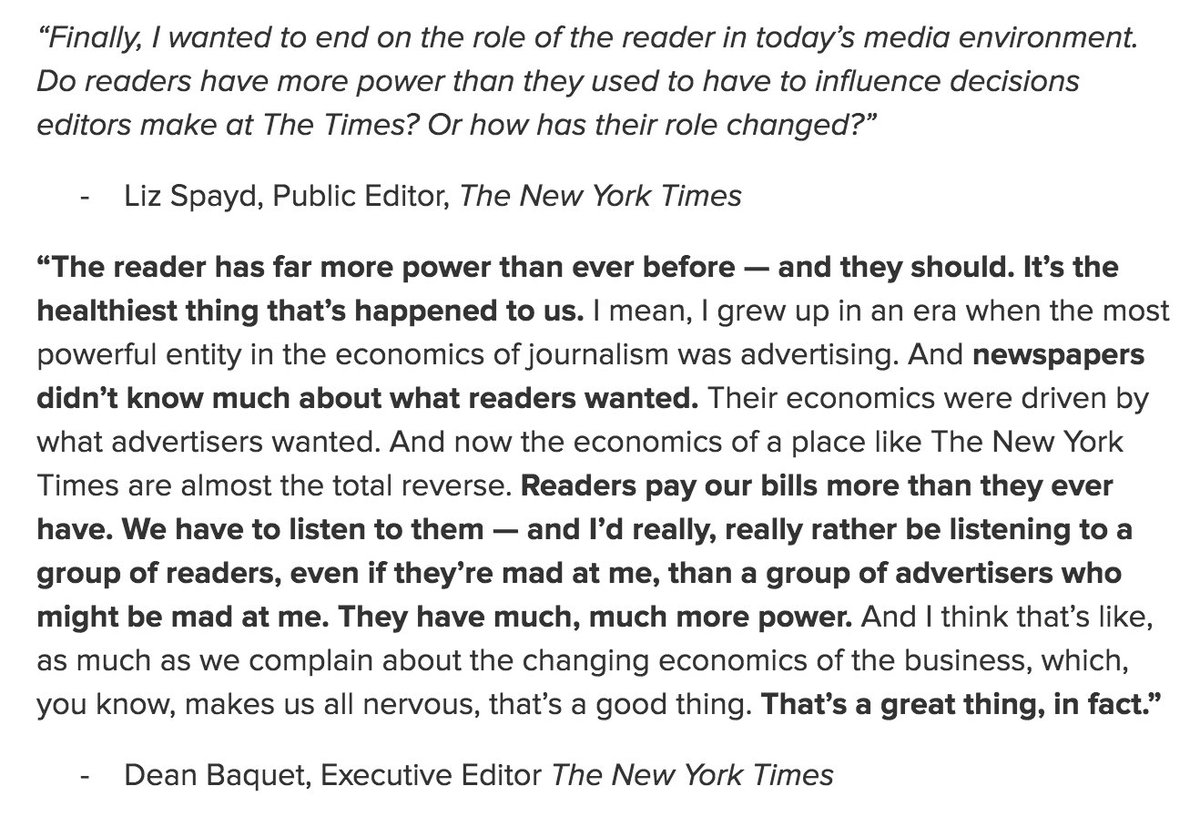 “Finally, I wanted to end on the role of the reader in today’s media environment.
Do readers have more power than they used to have to influence decisions
editors make at The Times? Or how has their role changed?”
- Liz Spayd, Public Editor, The New York Times
“The reader has far more power than ever before — and they should. It’s the
healthiest thing that’s happened to us. I mean, I grew up in an era when the most
powerful entity in the economics of journalism was advertising. And newspapers
didn’t know much about what readers wanted. Their economics were driven by
what advertisers wanted. And now the economics of a place like The New York
Times are almost the total reverse. Readers pay our bills more than they ever
have. We have to listen to them — and I’d really, really rather be listening to a
group of readers, even if they’re mad at me, than a group of advertisers who
might be mad at me. They have much, much more power. And I think that’s like,
as much as we complain about the changing economics of the business, which,
you know, makes us all nervous, that’s a good thing. That’s a great thing, in fact.”
- Dean Baquet, Executive Editor The New York Times